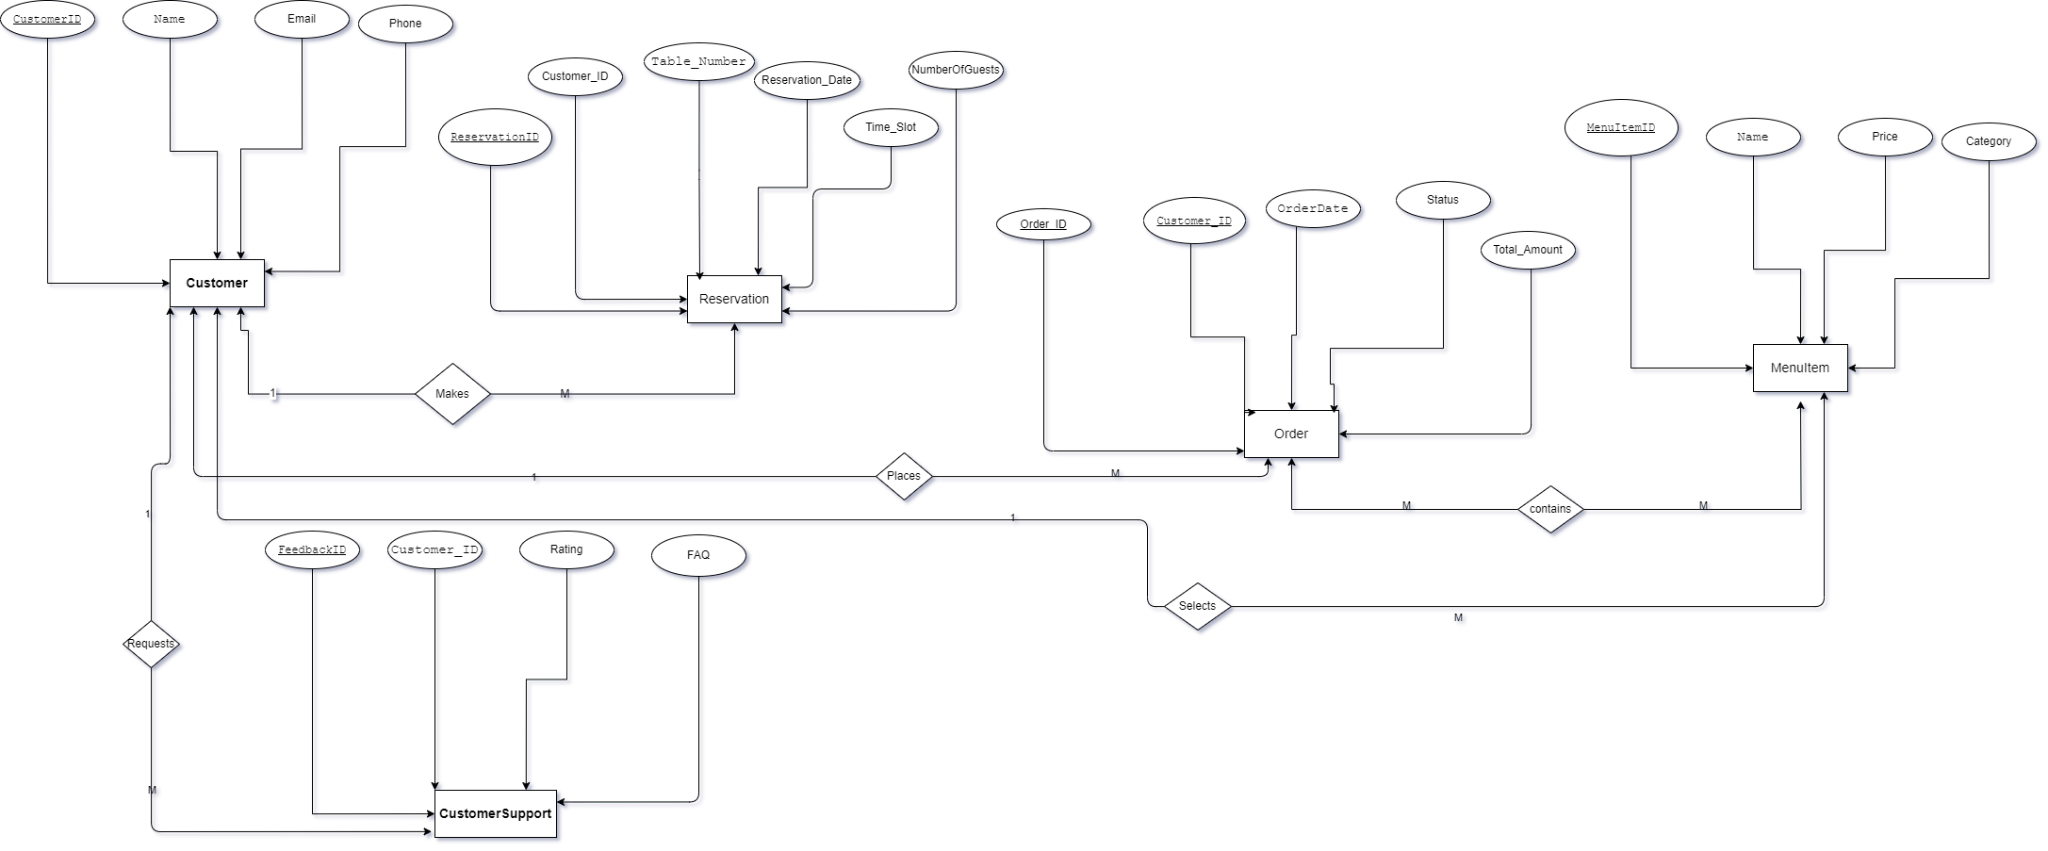 CustomerID
Name
Email
Phone
Customer_ID
Table_Number
Reservation_Date
NumberOfGuests
ReservationID
Time_Slot
MenuItemID
Name
Price
Category
Order_ID
Customer_ID
OrderDate
Status
Total_Amount
Customer
Reservation
MenuItem
Order
1
Makes
M
1
Places
M
M
contains
M
1
1
FeedbackID
Customer_ID
Rating
FAQ
Selects
M
Requests
M
CustomerSupport